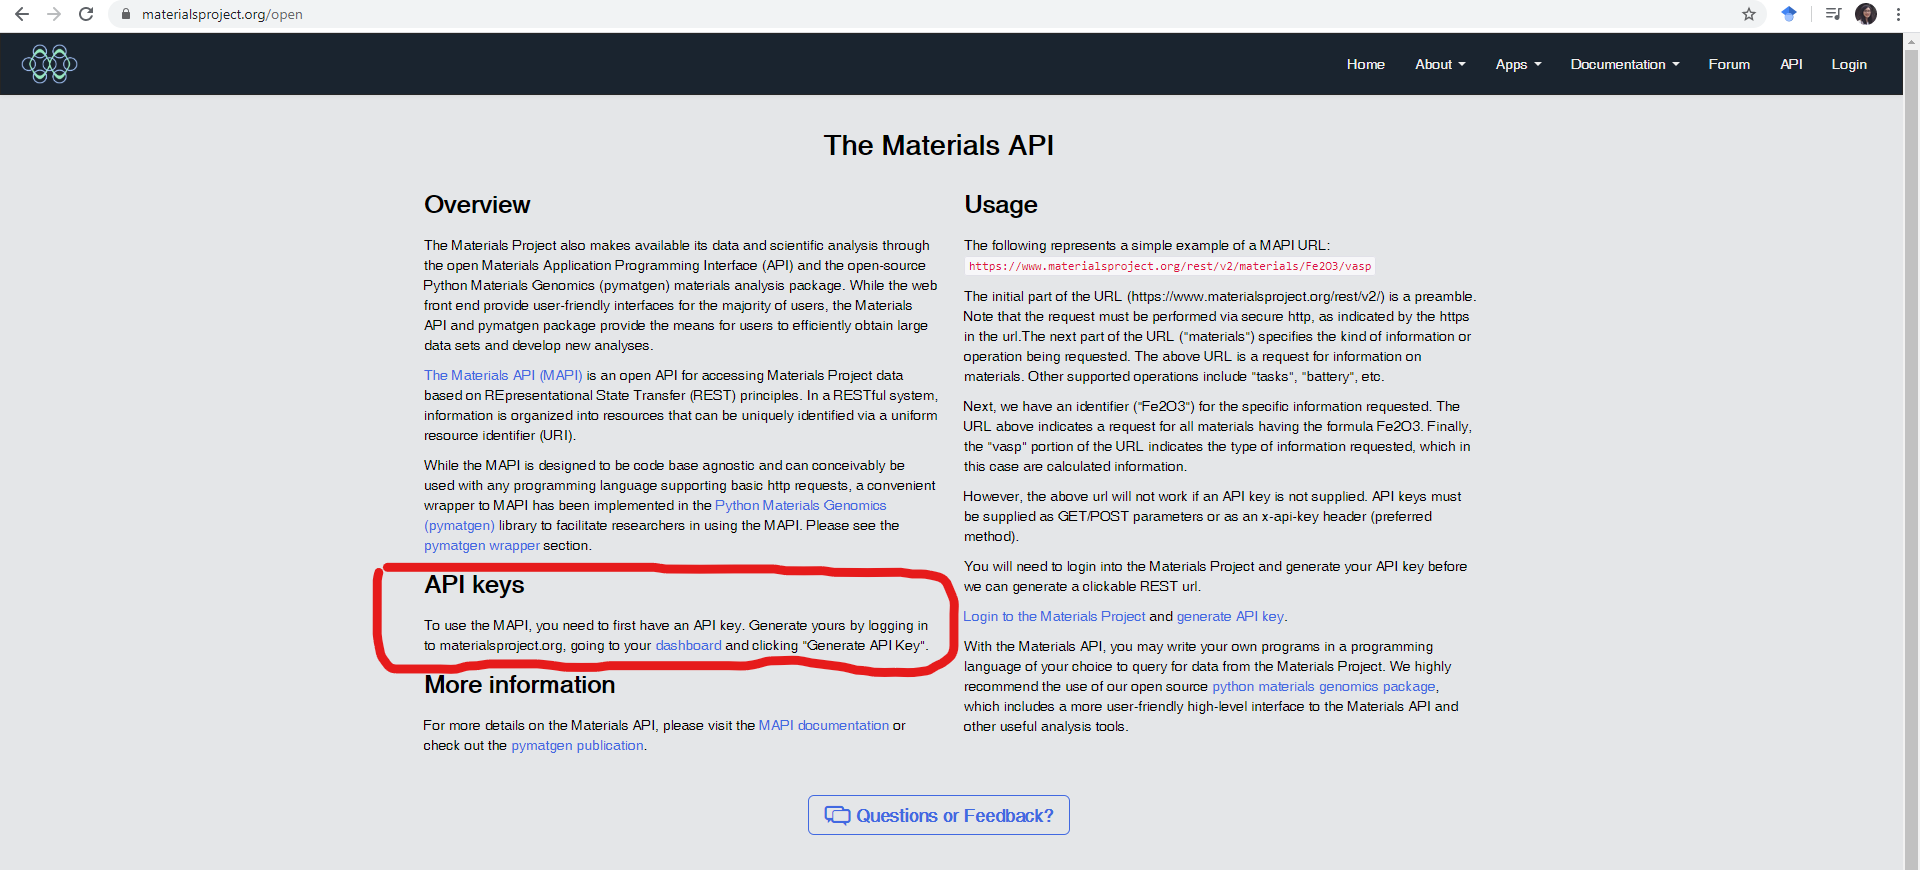 materialsproject.org/open
Home About Apps Documentation Forum API Login
The Materials API
Overview
The Materials Project also makes available its data and scientific analysis through
the open Materials Application Programming Interface (API) and the open-source
Python Materials Genomics (pymatgen) materials analysis package. While the web
front end provide user-friendly interfaces for the majority of users, the Materials
API and pymatgen package provide the means for users to efficiently obtain large
data sets and develop new analyses.
The Materials API (MAPI) is an open API for accessing Materials Project data
based on REpresentational State Transfer (REST) principles. In a RESTful system,
information is organized into resources that can be uniquely identified via a uniform
resource identifier (URI).
While the MAPI is designed to be code base agnostic and can conceivably be
used with any programming language supporting basic http requests, a convenient
wrapper to MAPI has been implemented in the Python Materials Genomics
(pymatgen) library to facilitate researchers in using the MAPI. Please see the
pymatgen wrapper section.
API keys
To use the MAPI, you need to first have an API key. Generate yours by logging in
to materialsproject.org, going to your dashboard and clicking "Generate API Key".
More information
For more details on the Materials API, please visit the MAPI documentation or
check out the pymatgen publication.
Usage
The following represents a simple example of a MAPI URL:
https://www.materialsproject.org/rest/v2/materials/Fe2O3/vasp
The initial part of the URL (https://www.materialsproject.org/rest/v2/) is a preamble.
Note that the request must be performed via secure http, as indicated by the https
in the url.The next part of the URL ("materials") specifies the kind of information or
operation being requested. The above URL is a request for information on
materials. Other supported operations include "tasks", "battery", etc.
Next, we have an identifier ("Fe2O3") for the specific information requested. The
URL above indicates a request for all materials having the formula Fe2O3. Finally,
the "vasp" portion of the URL indicates the type of information requested, which in
this case are calculated information.
However, the above url will not work if an API key is not supplied. API keys must
be supplied as GET/POST parameters or as an x-api-key header (preferred
method).
You will need to login into the Materials Project and generate your API key before
we can generate a clickable REST url.
Login to the Materials Project and generate API key.
With the Materials API, you may write your own programs in a programming
language of your choice to query for data from the Materials Project. We highly
recommend the use of our open source python materials genomics package,
which includes a more user-friendly high-level interface to the Materials API and
other useful analysis tools.
Questions or Feedback?